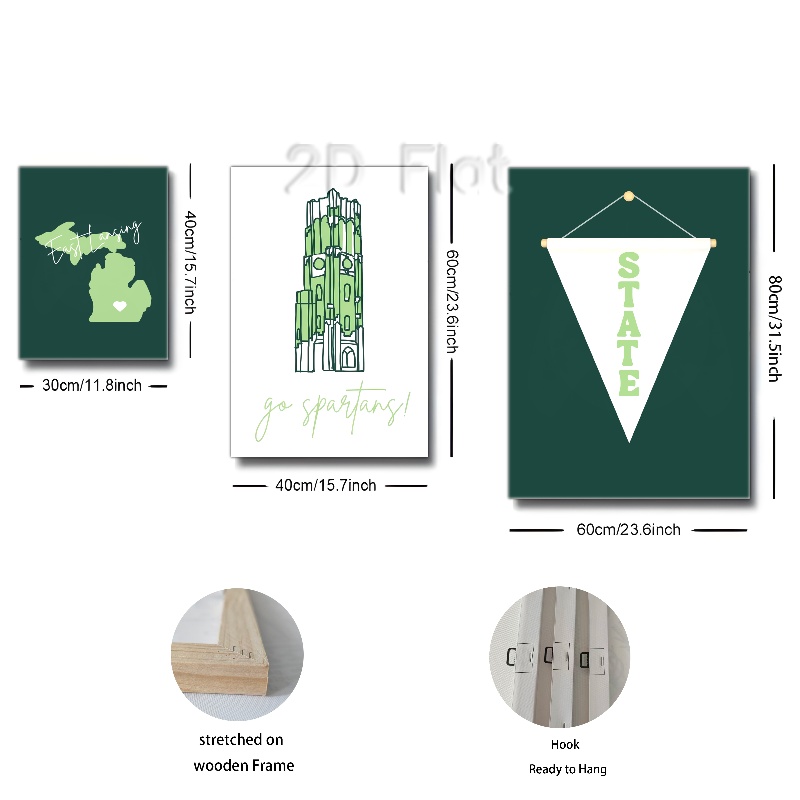 2D Flat
East Lansing
40cm/15.7inch
30cm/11.8inch
go spartans!
60cm/23.6inch
40cm/15.7inch
STATE
80cm/31.5inch
60cm/23.6inch
stretched on
wooden Frame
Hook
Ready to Hang